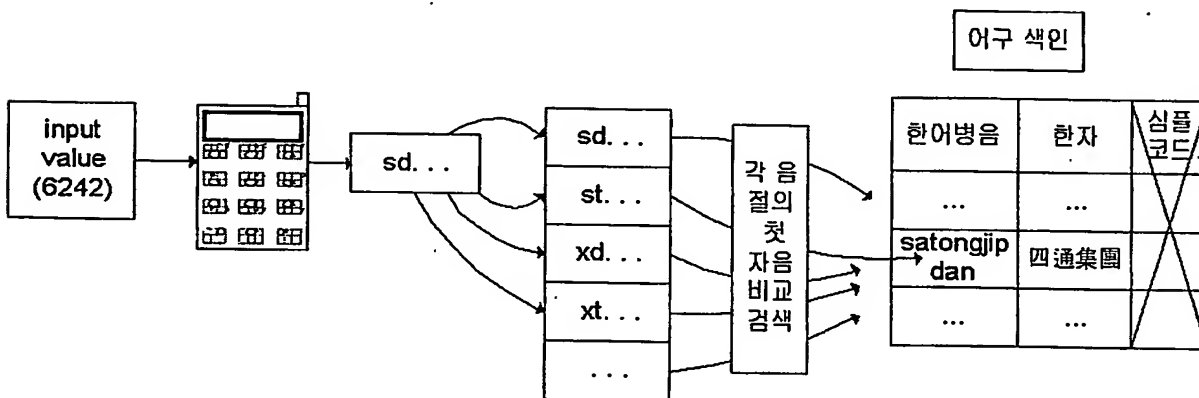 어구 색인
input
value
(6242)
sd. . .
sd. . .
st. . .
xd. . .
xt. . .
. . .
각 음
절의
첫
자음
비교
검색
한어병음
한자
심플
코드
...
...
satongjip
dan
四通集團
...
...